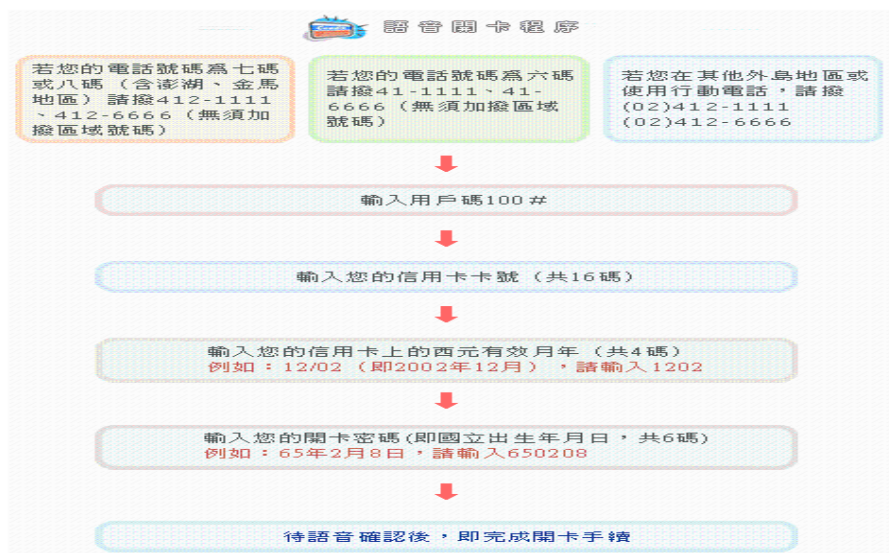 語音開卡程序
若您的電話號碼為七碼
或八碼（含澎湖、金馬
地區）請撥412-1111
、412-6666（無須加
撥區域號碼）
若您的電話號碼為六碼
請撥41-1111、41-
6666（無須加撥區域
號碼）
若您在其他外島地區或
使用行動電話，請撥
(02)412-1111
(02)412-6666
輸入用戶碼100#
輸入您的信用卡卡號（共16碼）
輸入您的信用卡上的西元有效月年（共4碼）
例如：12/02（即2002年12月），請輸入1202
輸入您的開卡密碼(即國立出生年月日，共6碼)
例如：65年2月8日，請輸入650208
待語音確認後，即完成開卡手續